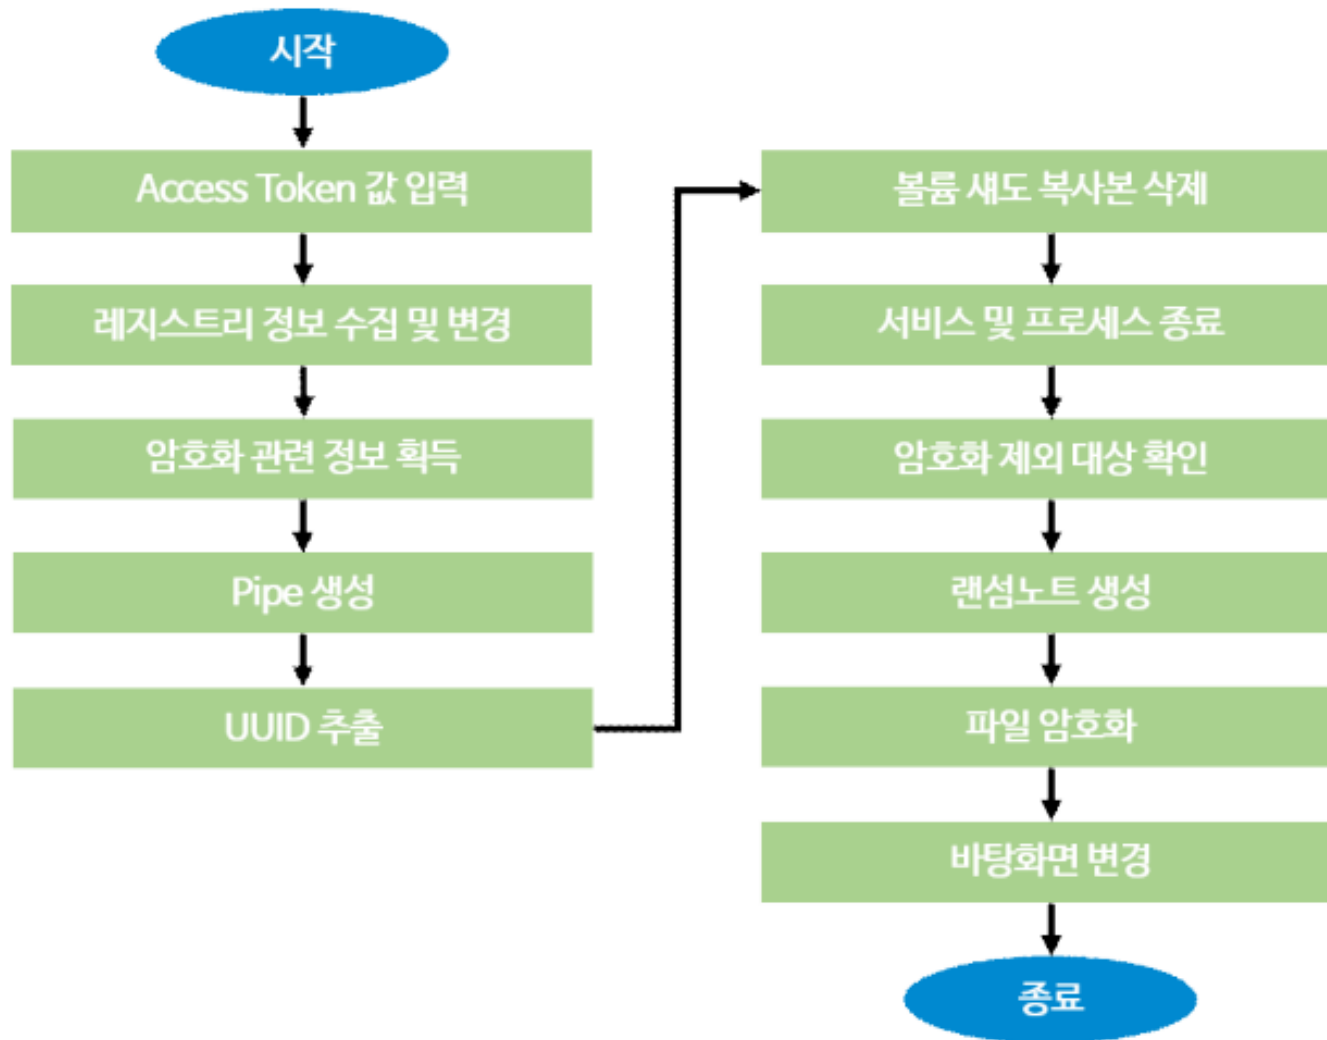 시작
Access Token 값 입력
레지스트리 정보 수집 및 변경
암호화 관련 정보 획득
Pipe 생성
UUID 추출
볼륨 섀도 복사본 삭제
서비스 및 프로세스 종료
암호화 제외 대상 확인
랜섬노트 생성
파일 암호화
바탕화면 변경
종료